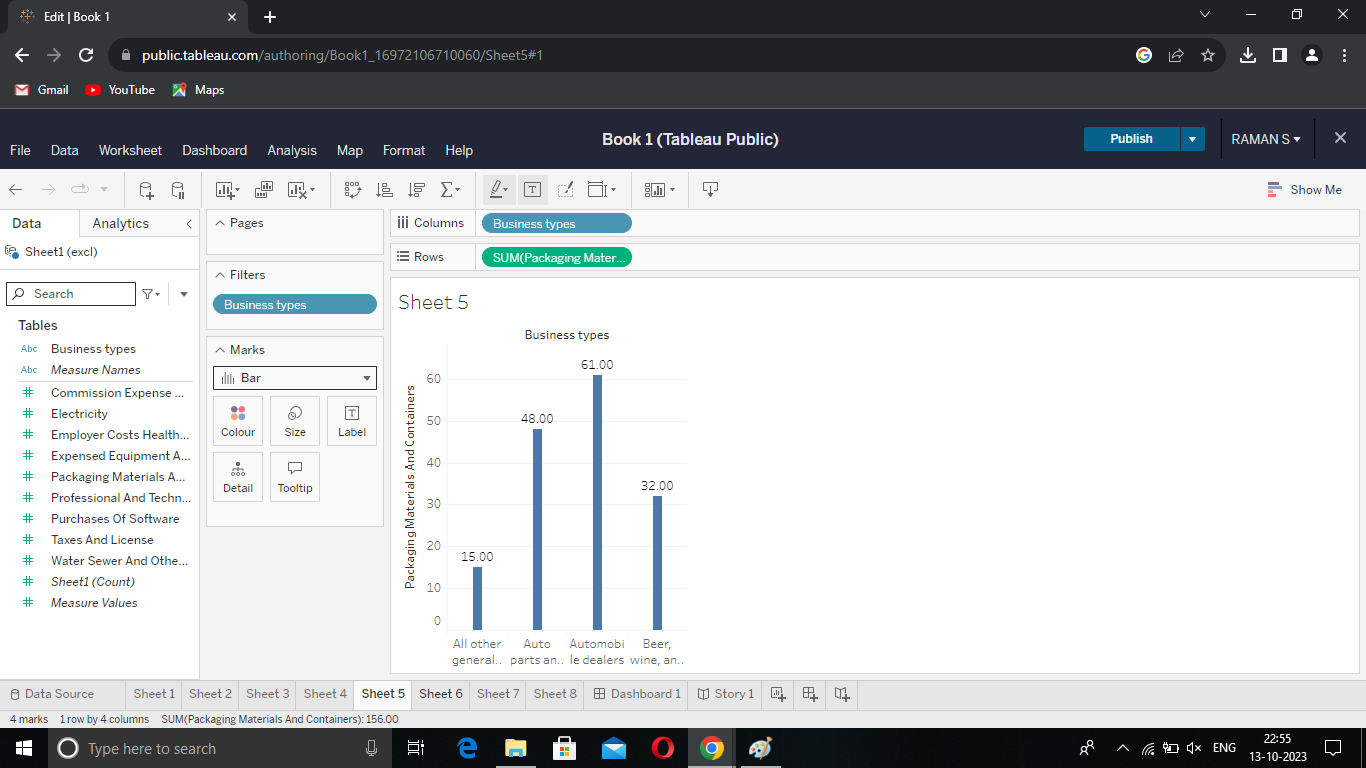 Edit | Book 1
public.tableau.com/authoring/Book1_16972106710060/Sheet5#1
Gmail YouTube Maps
Book 1 (Tableau Public)
Publish RAMAN S
File Data Worksheet Dashboard Analysis Map Format Help
Show Me
Data Analytics
Sheet1 (excl)
Search
Tables
Abc Business types
Abc Measure Names
Commission Expense ...
Electricity
Employer Costs Health...
Expensed Equipment A...
Packaging Materials A...
Professional And Techn...
Purchases Of Software
Taxes And License
Water Sewer And Othe...
Sheet1 (Count)
Measure Values
Pages
Filters
Business types
Marks
Bar
Colour Size Label
Detail Tooltip
Columns Business types
Rows SUM(Packaging Mater...
Sheet 5
Business types
Packaging Materials And Containers
60
50
40
30
20
10
0
15.00
48.00
61.00
32.00
All other
general..
Auto
parts an..
Automobi
le dealers
Beer,
wine, an..
Data Source Sheet 1 Sheet 2 Sheet 3 Sheet 4 Sheet 5 Sheet 6 Sheet 7 Sheet 8 Dashboard 1 Story 1
4 marks 1 row by 4 columns SUM(Packaging Materials And Containers): 156.00
Type here to search
ENG
22:55
13-10-2023